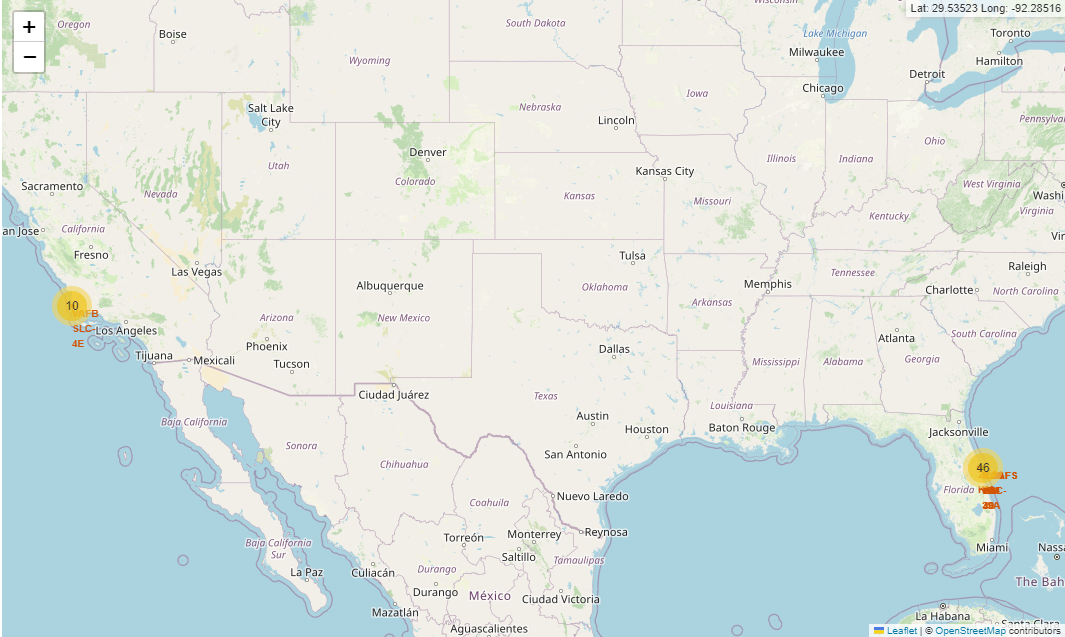 Wisconsin
Lat: 29.53523 Long: -92.28516
+
−
Oregon
Boise
South Dakota
Lake Michigan
Toronto
Wyoming
Milwaukee
Hamilton
Detroit
Chicago
Iowa
Salt Lake
City
Nebraska
Lincoln
Pennsylvan
Ohio
Denver
Illinois
Indiana
Utah
Kansas City
Colorado
Sacramento
Nevada
Kansas
Missouri
West Virginia
Washi
Kentucky
Virginia
California
an Jose
Vir
Fresno
Tulsa
Las Vegas
Tennessee
Raleigh
Albuquerque
Oklahoma
Memphis
Charlotte
North Carolina
10
Arkansas
AFB
SLC-
4E
Los Angeles
Arizona
New Mexico
South Carolina
Atlanta
Phoenix
Dallas
Tijuana
Mexicali
Tucson
Mississippi
Alabama
Georgia
Ciudad Juárez
Texas
Louisiana
Austin
Baja California
Houston
Baton Rouge
Jacksonville
Sonora
San Antonio
Chihuahua
46
AFS
Florida
Coahuila
Nuevo Laredo
Monterrey
Reynosa
Torreón
Baja California
Sur
Saltillo
Tamaulipas
Miami
Nassa
La Paz
Culiacán
Durango
Durango
México
Ciudad Victoria
The Bah
Mazatlán
La Habana
Aguascalientes
Santa Clara
Leaflet | © OpenStreetMap contributors